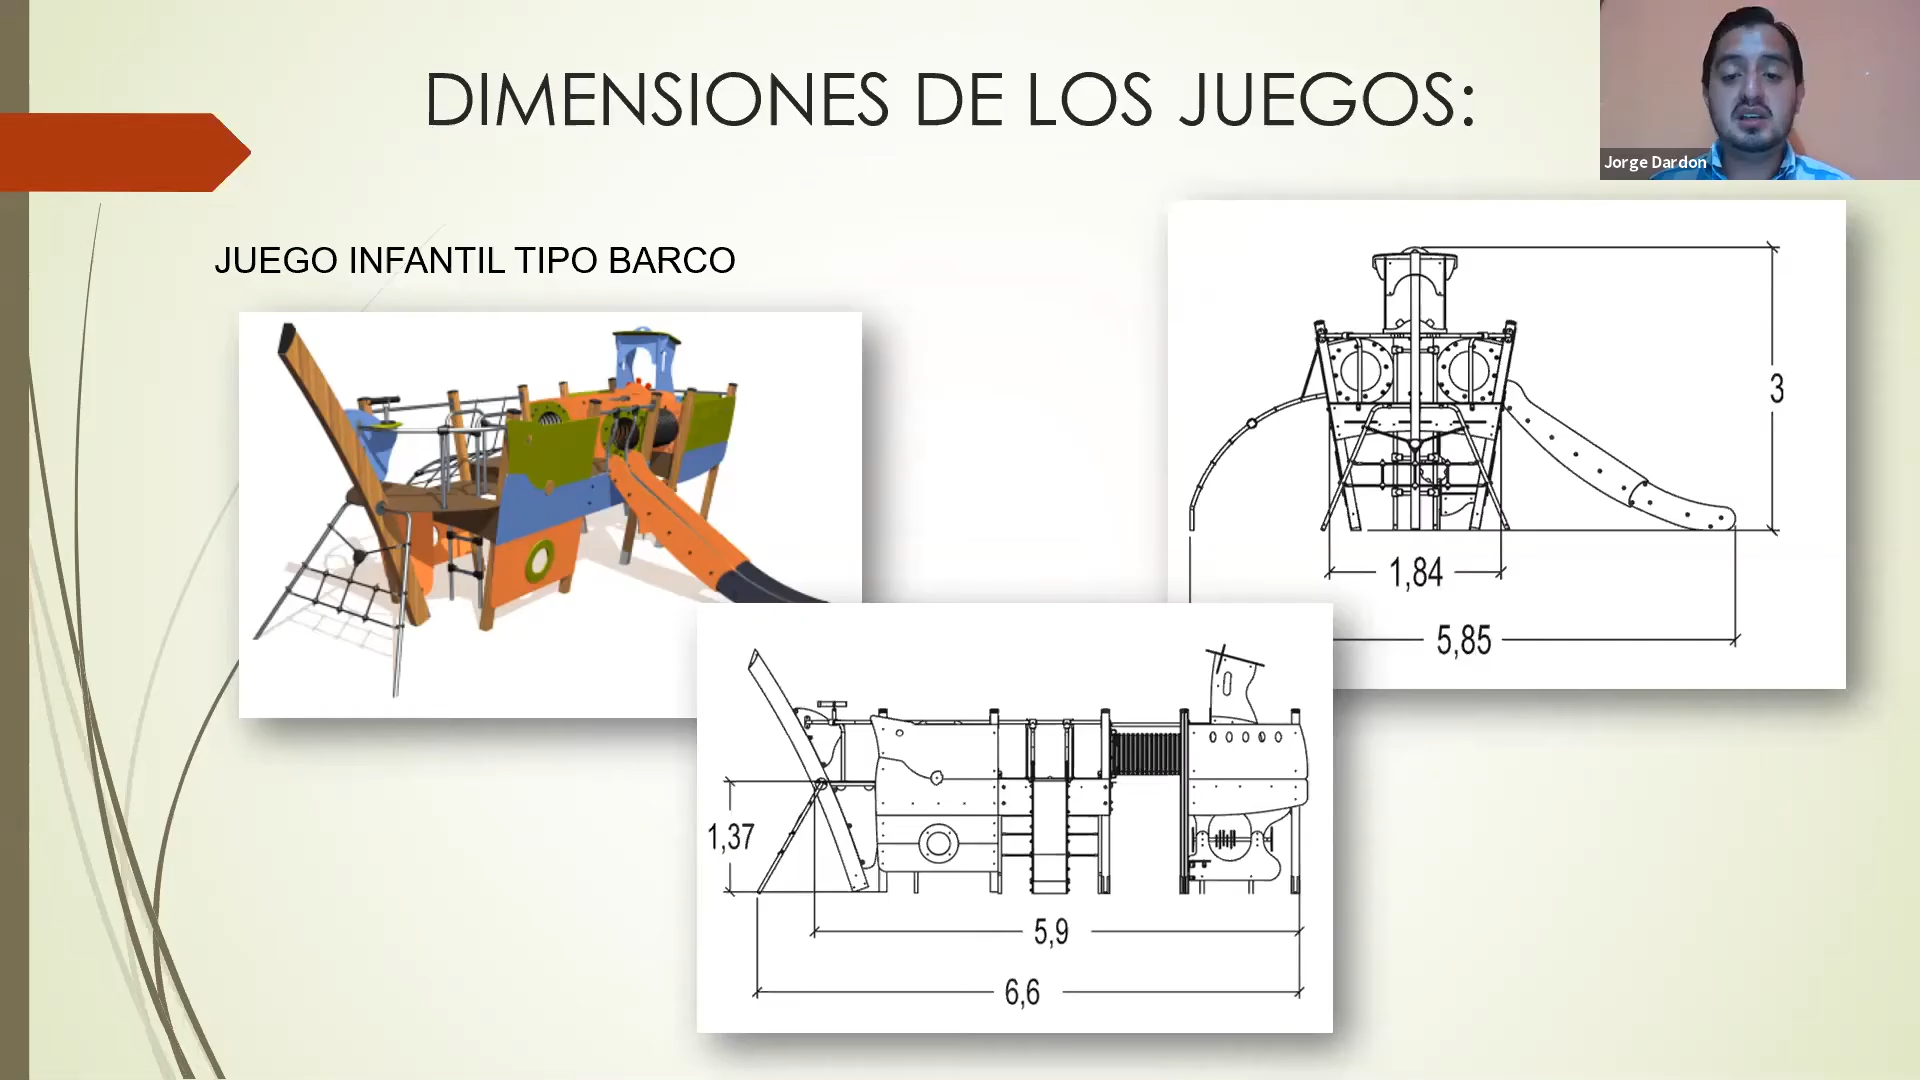 DIMENSIONES DE LOS JUEGOS:
Jorge Dardon
JUEGO INFANTIL TIPO BARCO
3
1,84
5,85
1,37
5,9
6,6